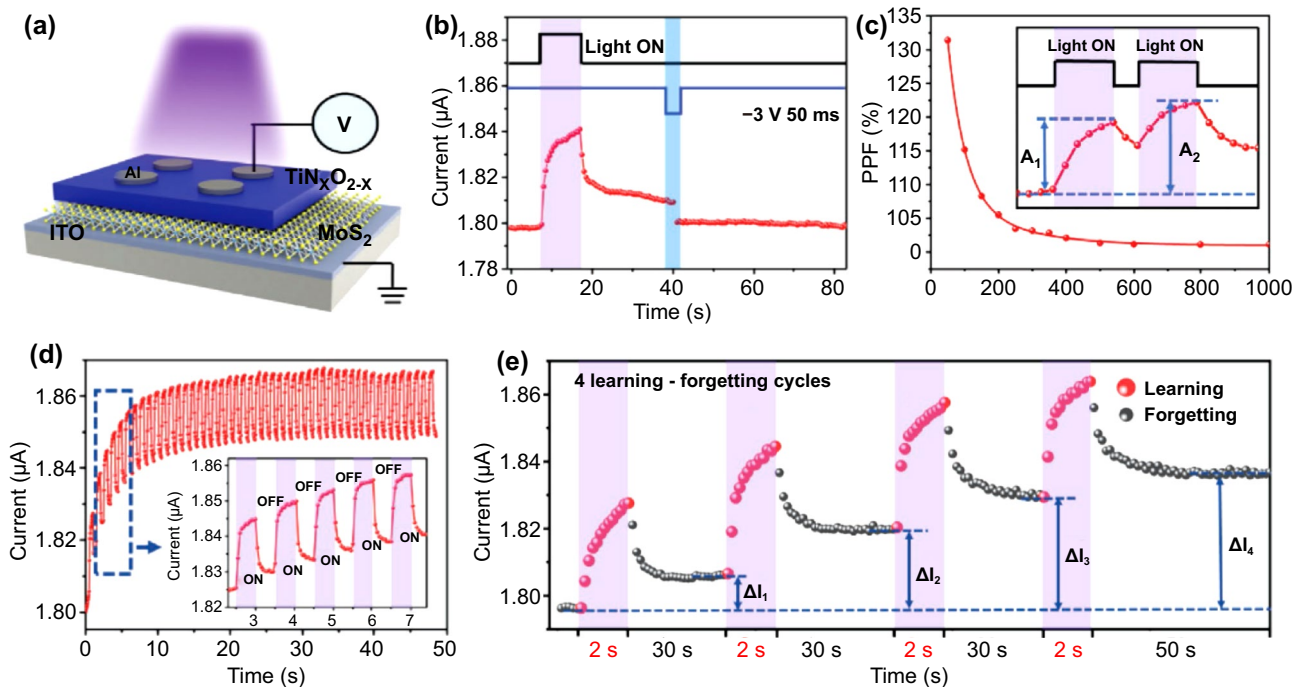 (a)
V
Al
TiNXO2-X
ITO
MoS2
(b)
Light ON
−3 V 50 ms
Current (μA)
1.88
1.86
1.84
1.82
1.80
1.78
0 20 40 60 80
Time (s)
(c)
PPF (%)
135
130
125
120
115
110
105
0
Light ON Light ON
A1
A2
0 200 400 600 800 1000
Time (s)
(d)
Current (μA)
1.86
1.84
1.82
1.80
Current (μA)
1.86
1.85
1.84
1.83
1.82
OFF OFF OFF OFF
ON ON ON ON ON
3 4 5 6 7
0 10 20 30 40 50
Time (s)
(e)
4 learning - forgetting cycles
Learning
Forgetting
Current (μA)
1.86
1.84
1.82
1.80
ΔI1
ΔI2
ΔI3
ΔI4
2 s 30 s 2 s 30 s 2 s 30 s 2 s 50 s
Time (s)